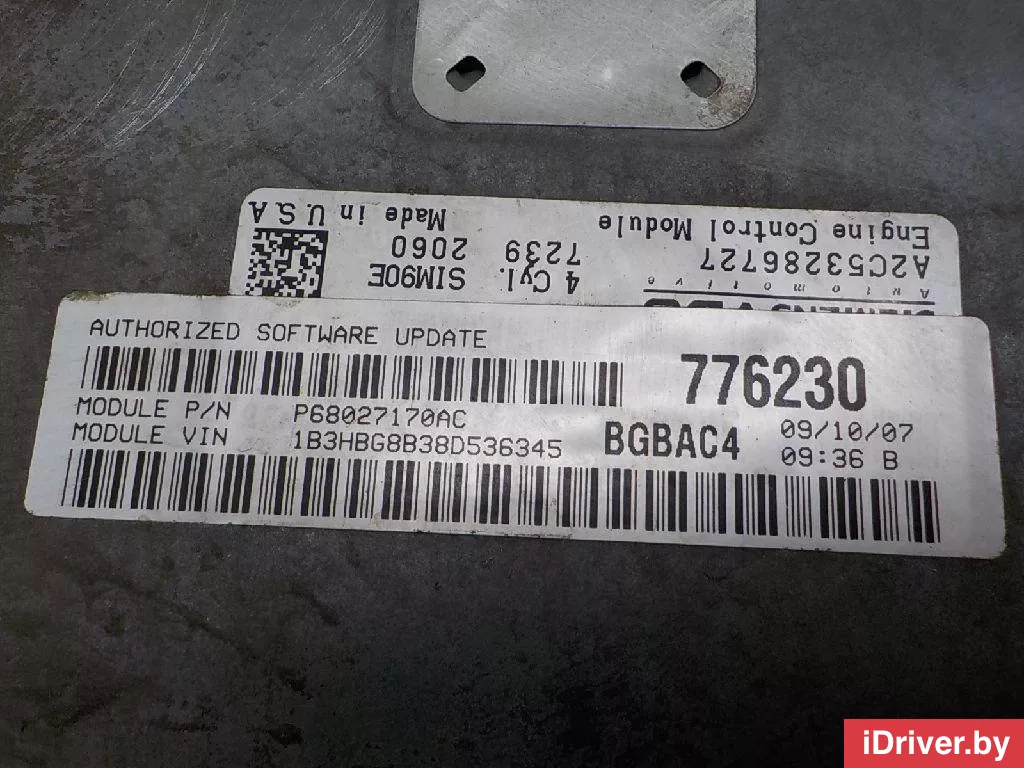 AUTHORIZED SOFTWARE UPDATE
776230
MODULE P/N P68027170AC
MODULE VIN 1B3HBG8B38D536345
BGBAC4
09/10/07
09:36 B
Automotive
A2C53286727
Engine Control Module
4 Cyl. 7239
SIM90E 2060
Made in U.S.A
iDriver.by